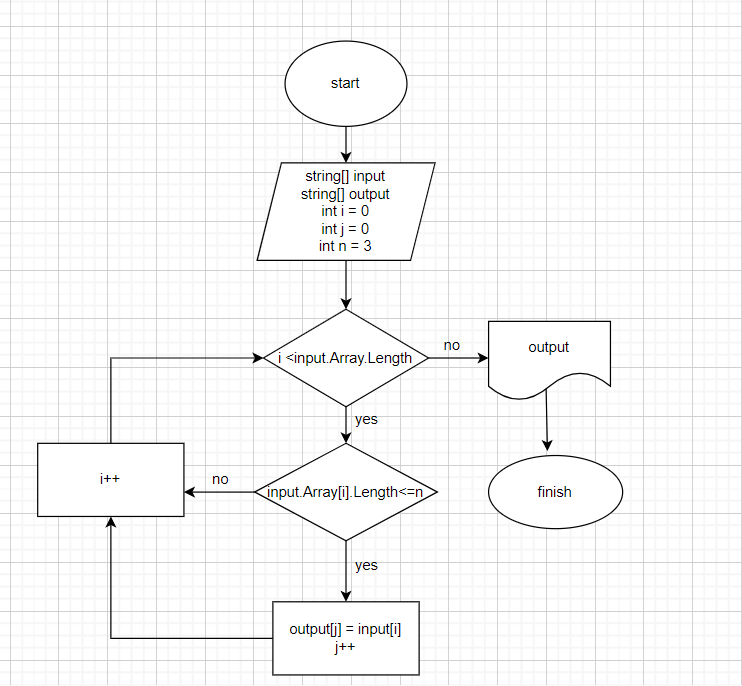 start
string[] input
string[] output
int i = 0
int j = 0
int n = 3
i <input.Array.Length
no
output
yes
i++
no
input.Array[i].Length<=n
finish
yes
output[j] = input[i]
j++